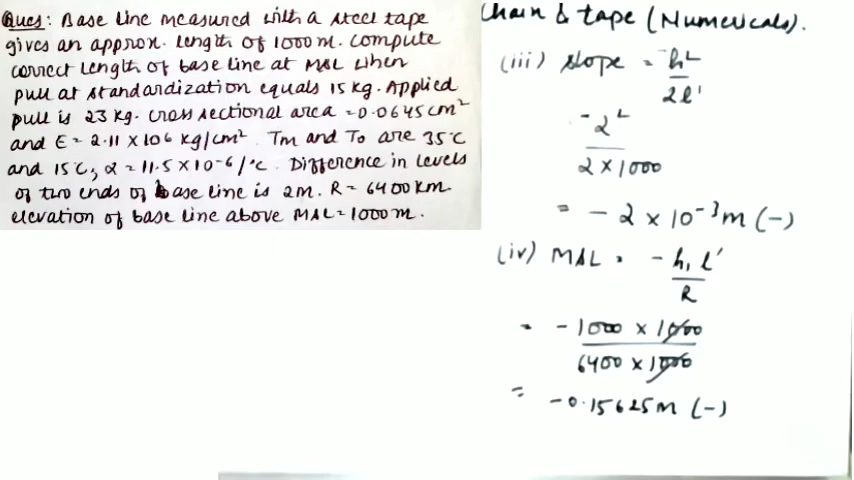 Ques: Base Line measured with a steel tape
gives an approx. length of 1000 m. compute
correct length of base line at MSL when
pull at standardization equals 15 kg. Applied
pull is 23 kg. cross sectional area = 0.0645 cm²
and E = 2.11 × 10⁶ kg/cm². Tm and To are 35°C
and 15°C, α = 11.5 × 10⁻⁶/°C. Difference in levels
of two ends of base line is 2M. R = 6400 KM
elevation of base line above MSL = 1000 m.
Chain & tape (Numericals).
(iii) slope = -h²
2l'
-2²
2 × 1000
= - 2 × 10⁻³ m (-)
(iv) MSL = - h₁ l'
R
= - 1000 × 1000
6400 × 1000
= -0.15625 m (-)